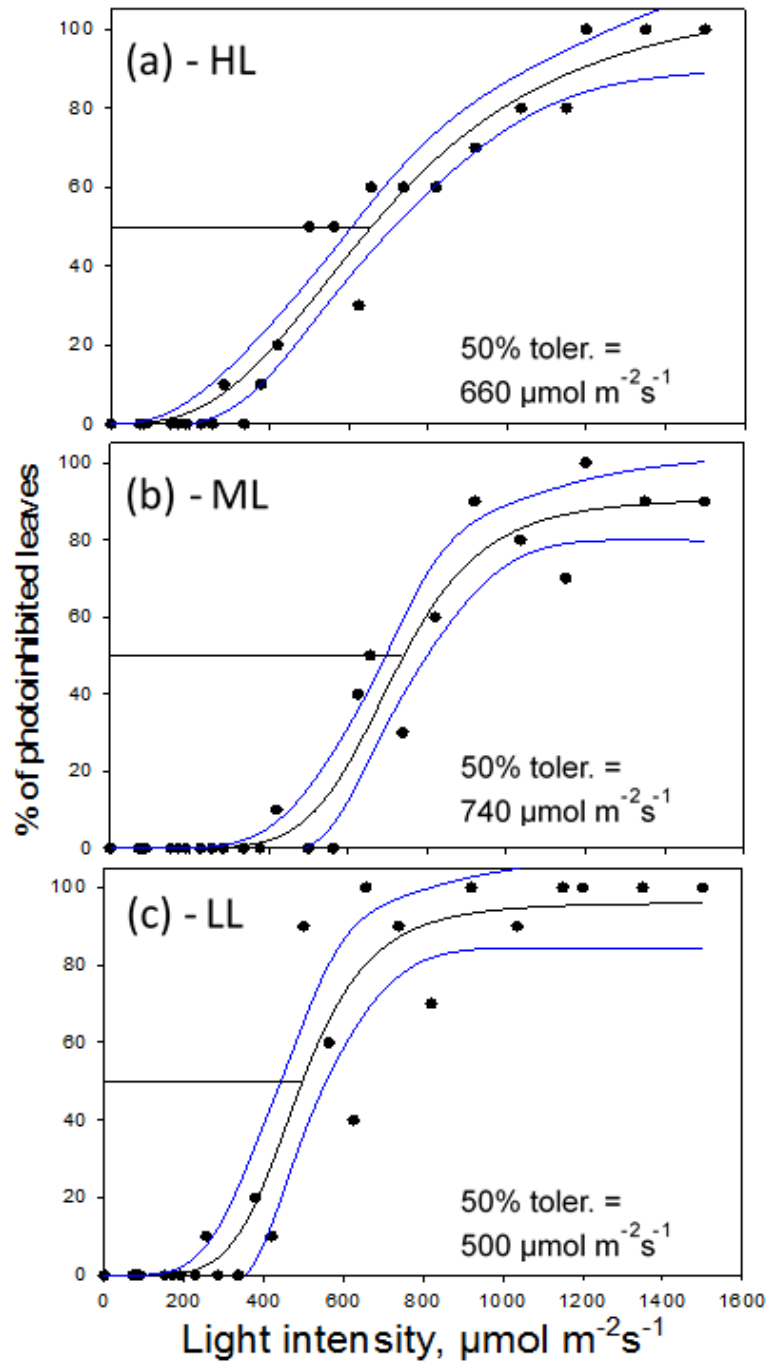 100
80
60
40
20
0
(a) - HL
50% toler. =
660 µmol m⁻²s⁻¹
100
80
60
40
20
0
(b) - ML
50% toler. =
740 µmol m⁻²s⁻¹
% of photoinhibited leaves
100
80
60
40
20
0
(c) - LL
50% toler. =
500 µmol m⁻²s⁻¹
0 200 400 600 800 1000 1200 1400 1600
Light intensity, µmol m⁻²s⁻¹